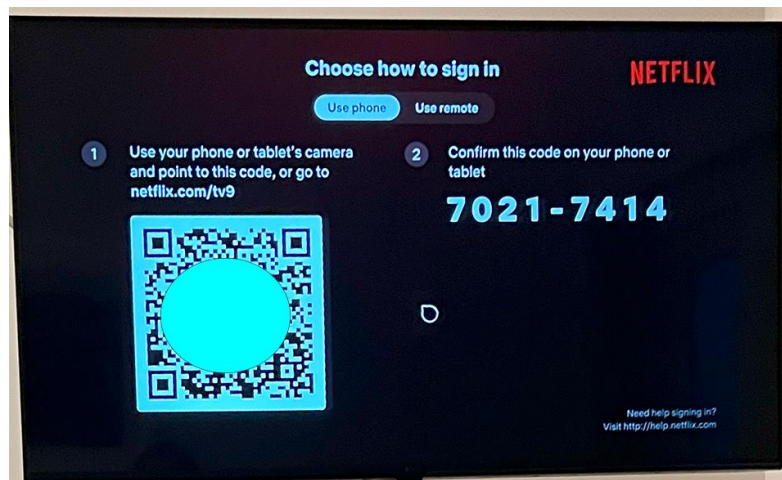 Choose how to sign in
NETFLIX
Use phone
Use remote
1
Use your phone or tablet's camera
and point to this code, or go to
netflix.com/tv9
2
Confirm this code on your phone or
tablet
7021-7414
Need help signing in?
Visit http://help.netflix.com